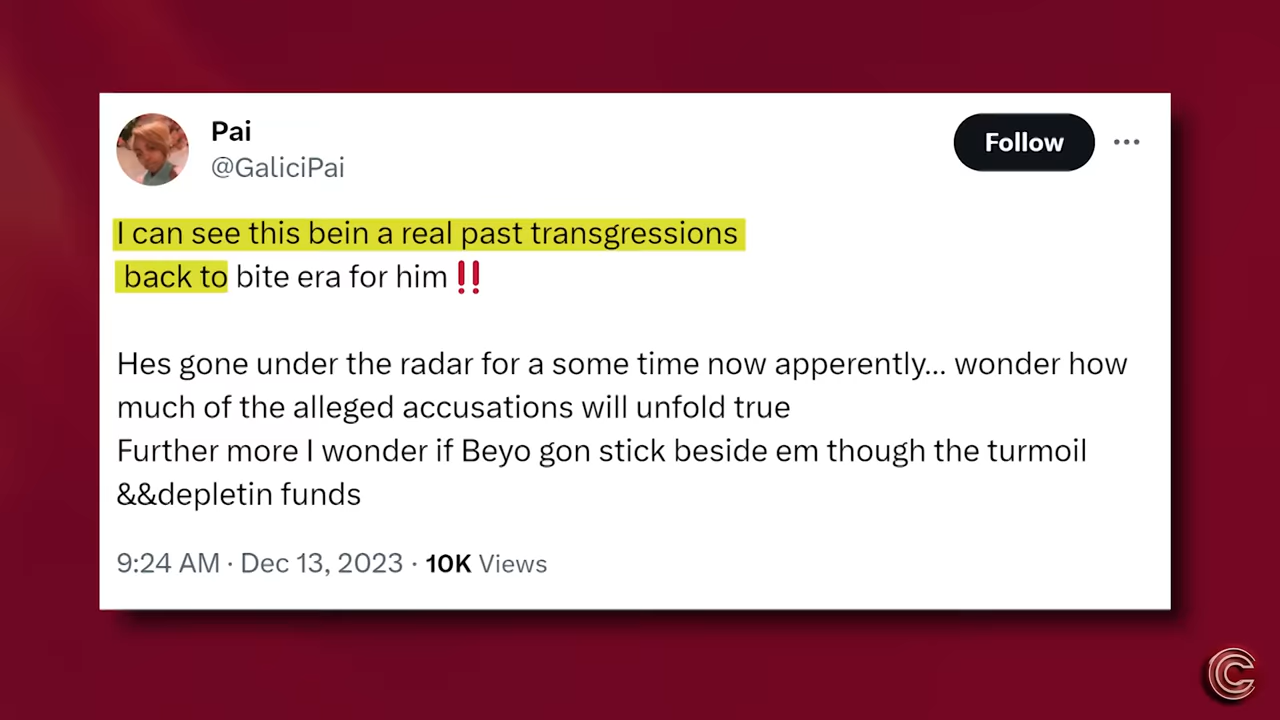 Pai
@GaliciPai
Follow
I can see this bein a real past transgressions
back to bite era for him‼️
Hes gone under the radar for a some time now apperently... wonder how
much of the alleged accusations will unfold true
Further more I wonder if Beyo gon stick beside em though the turmoil
&&depletin funds
9:24 AM · Dec 13, 2023 · 10K Views